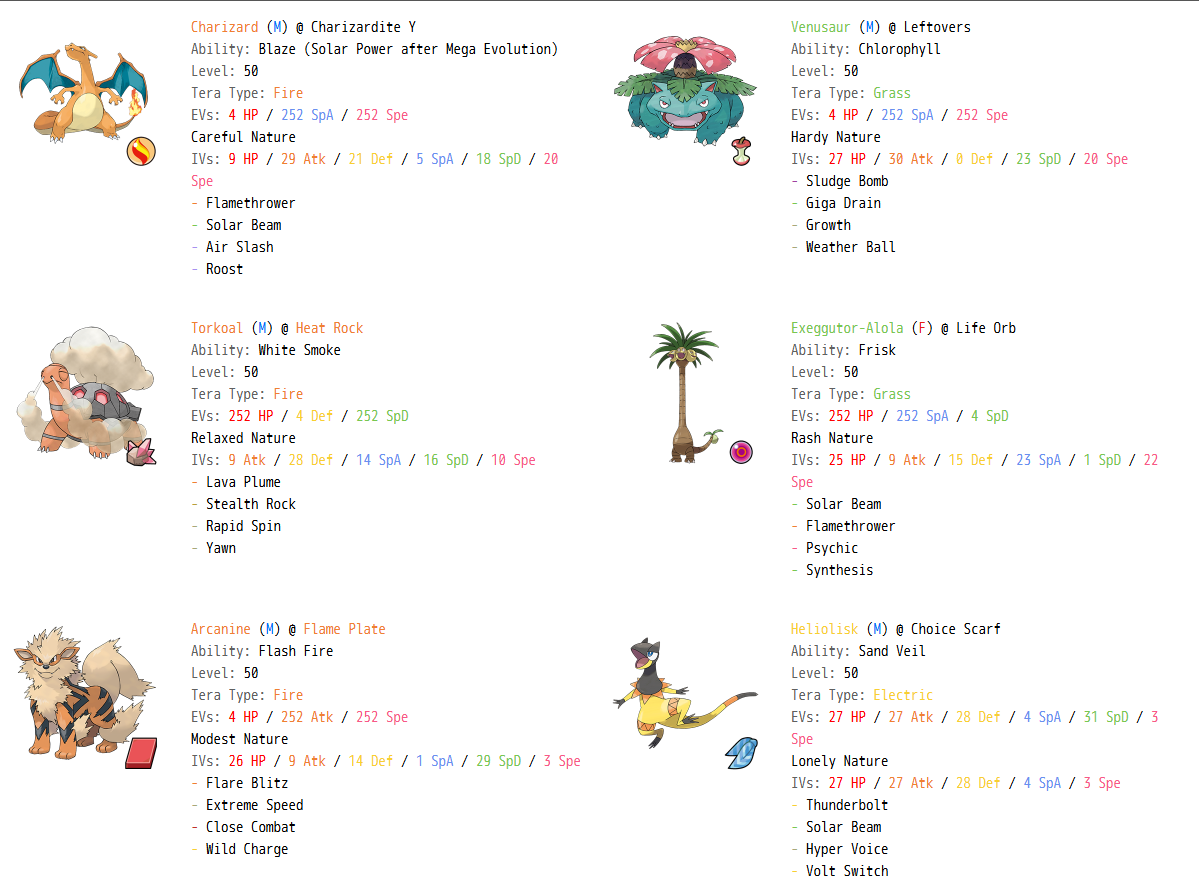 Charizard (M) @ Charizardite Y
Ability: Blaze (Solar Power after Mega Evolution)
Level: 50
Tera Type: Fire
EVs: 4 HP / 252 SpA / 252 Spe
Careful Nature
IVs: 9 HP / 29 Atk / 21 Def / 5 SpA / 18 SpD / 20
Spe
- Flamethrower
- Solar Beam
- Air Slash
- Roost
Venusaur (M) @ Leftovers
Ability: Chlorophyll
Level: 50
Tera Type: Grass
EVs: 4 HP / 252 SpA / 252 Spe
Hardy Nature
IVs: 27 HP / 30 Atk / 0 Def / 23 SpD / 20 Spe
- Sludge Bomb
- Giga Drain
- Growth
- Weather Ball
Torkoal (M) @ Heat Rock
Ability: White Smoke
Level: 50
Tera Type: Fire
EVs: 252 HP / 4 Def / 252 SpD
Relaxed Nature
IVs: 9 Atk / 28 Def / 14 SpA / 16 SpD / 10 Spe
- Lava Plume
- Stealth Rock
- Rapid Spin
- Yawn
Exeggutor-Alola (F) @ Life Orb
Ability: Frisk
Level: 50
Tera Type: Grass
EVs: 252 HP / 252 SpA / 4 SpD
Rash Nature
IVs: 25 HP / 9 Atk / 15 Def / 23 SpA / 1 SpD / 22
Spe
- Solar Beam
- Flamethrower
- Psychic
- Synthesis
Arcanine (M) @ Flame Plate
Ability: Flash Fire
Level: 50
Tera Type: Fire
EVs: 4 HP / 252 Atk / 252 Spe
Modest Nature
IVs: 26 HP / 9 Atk / 14 Def / 1 SpA / 29 SpD / 3 Spe
- Flare Blitz
- Extreme Speed
- Close Combat
- Wild Charge
Heliolisk (M) @ Choice Scarf
Ability: Sand Veil
Level: 50
Tera Type: Electric
EVs: 27 HP / 27 Atk / 28 Def / 4 SpA / 31 SpD / 3
Spe
Lonely Nature
IVs: 27 HP / 27 Atk / 28 Def / 4 SpA / 3 Spe
- Thunderbolt
- Solar Beam
- Hyper Voice
- Volt Switch